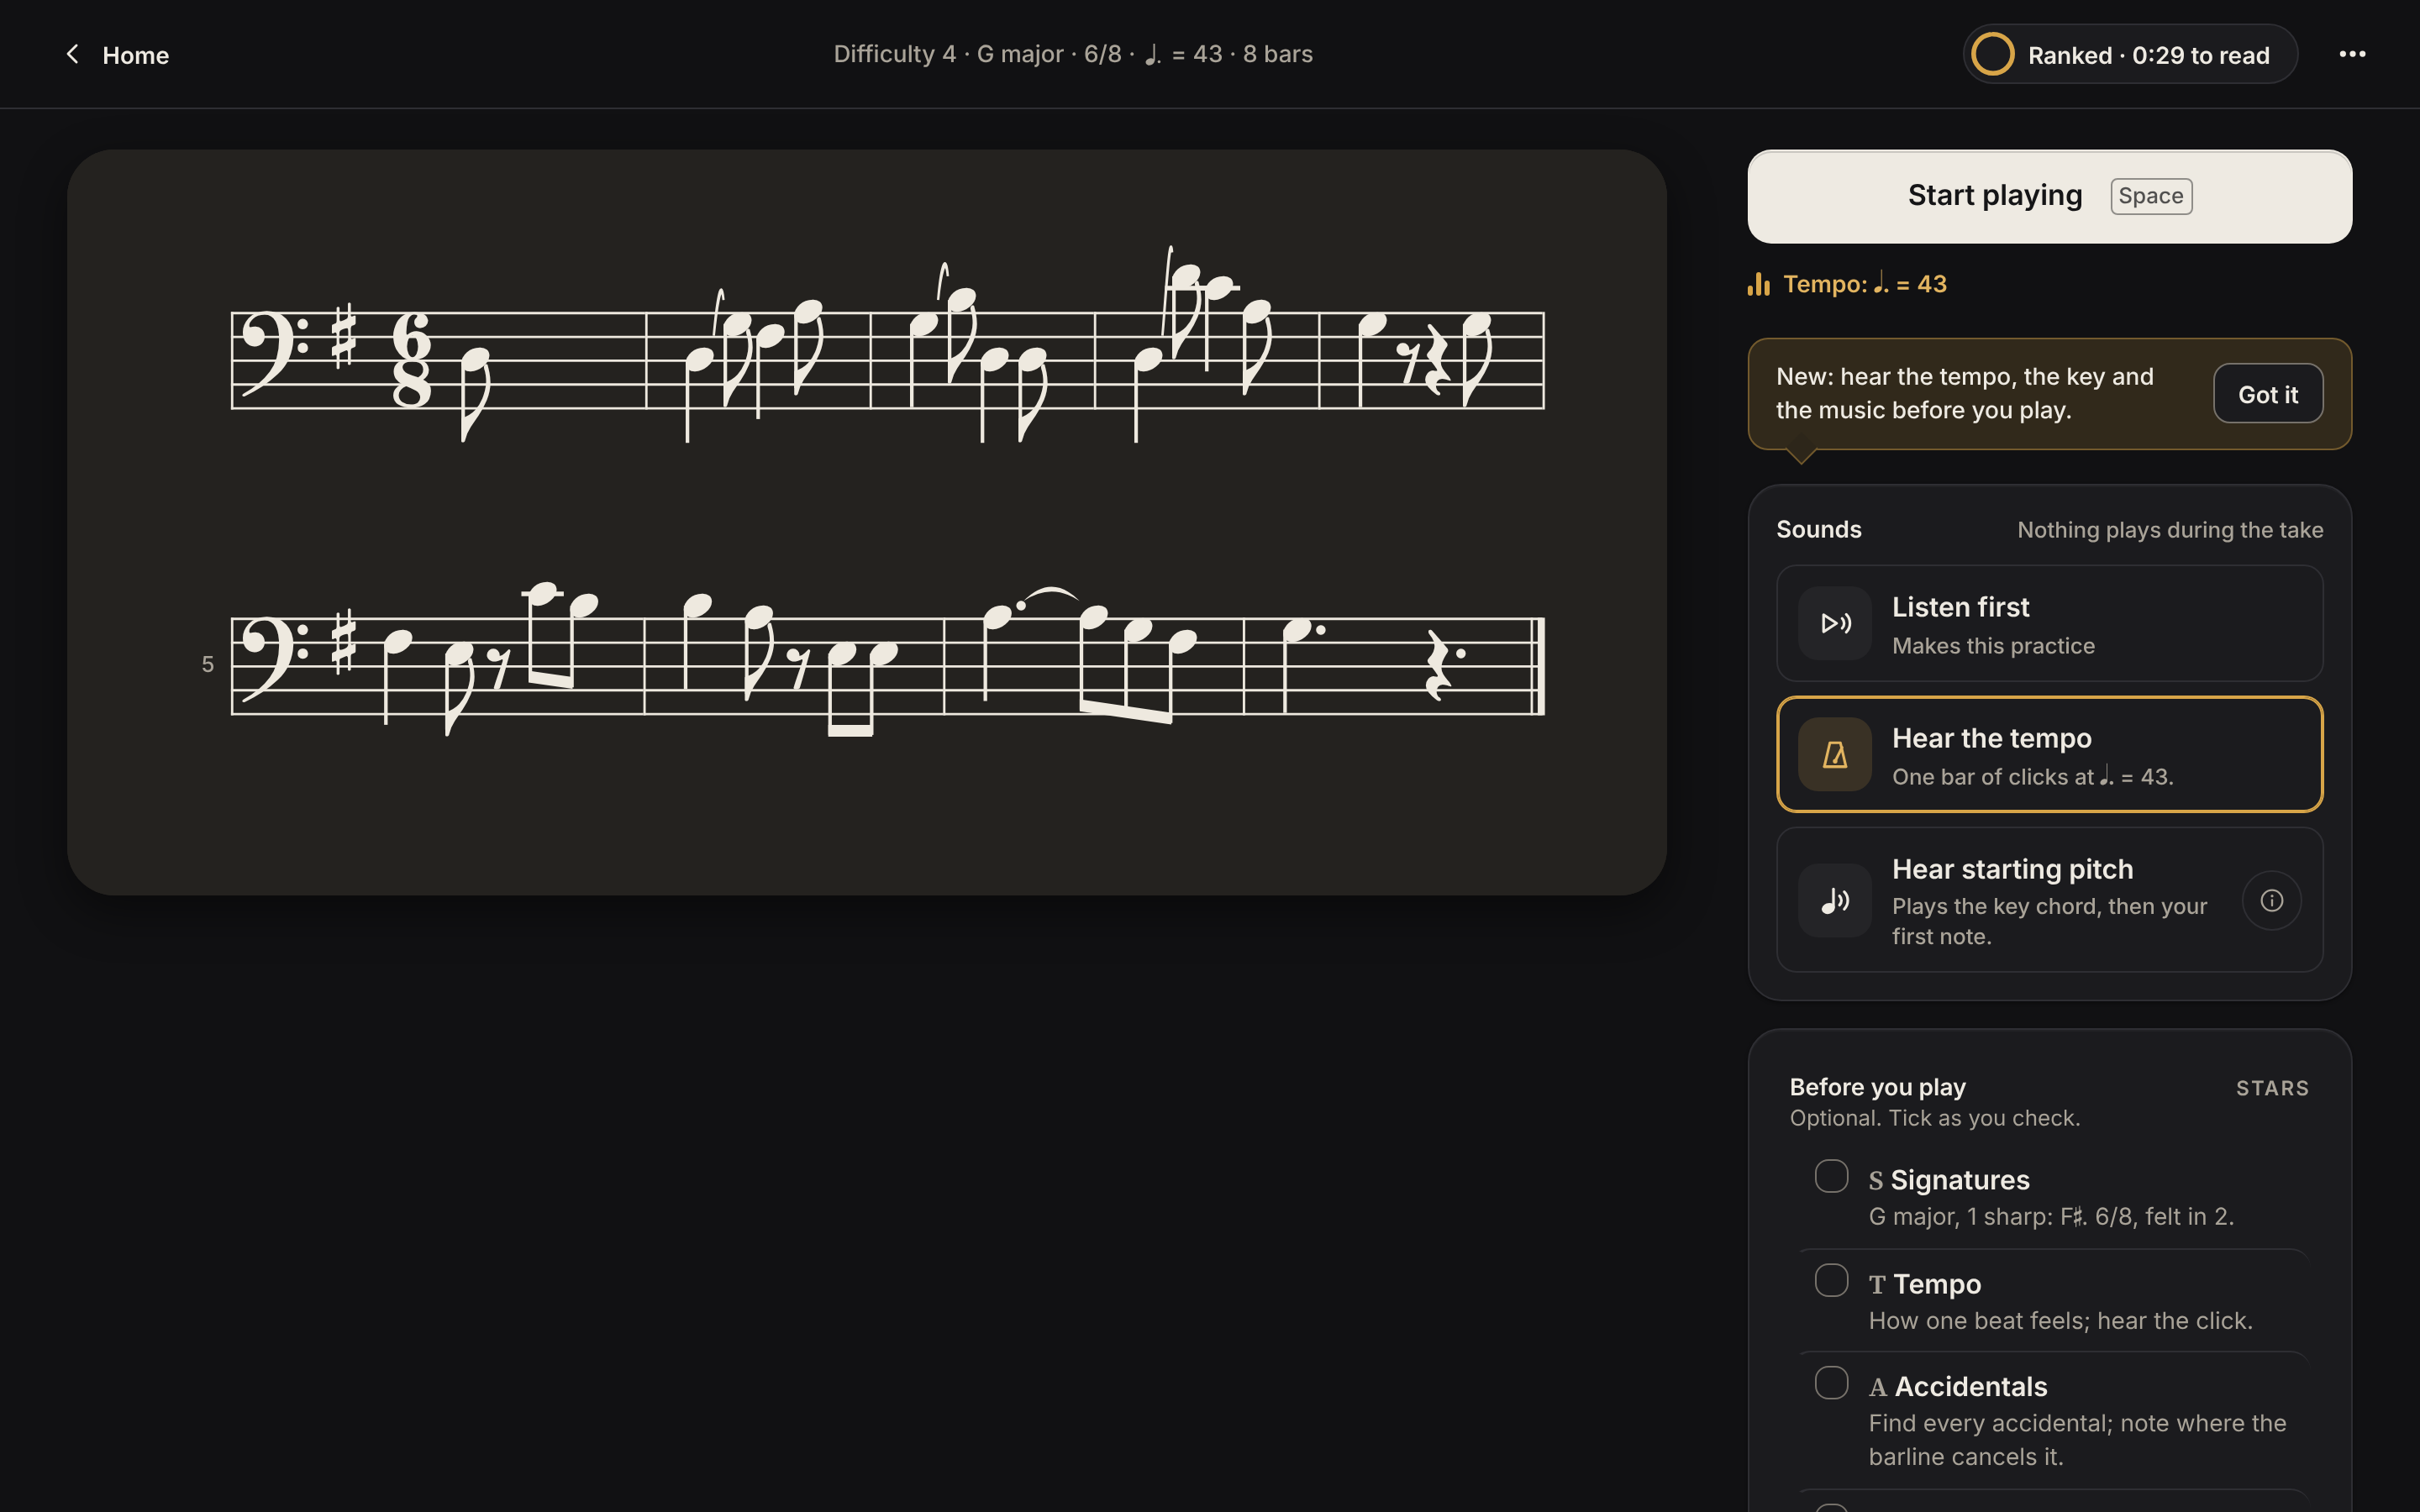 Home
Difficulty 4 · G major · 6/8 · 𝅘𝅥. = 43 · 8 bars
Ranked · 0:29 to read
Start playing Space
Tempo: 𝅘𝅥. = 43
New: hear the tempo, the key and
the music before you play.
Got it
6
8
5
Sounds
Nothing plays during the take
Listen first
Makes this practice
Hear the tempo
One bar of clicks at 𝅘𝅥. = 43.
Hear starting pitch
Plays the key chord, then your
first note.
Before you play
STARS
Optional. Tick as you check.
S Signatures
G major, 1 sharp: F♯. 6/8, felt in 2.
T Tempo
How one beat feels; hear the click.
A Accidentals
Find every accidental; note where the
barline cancels it.